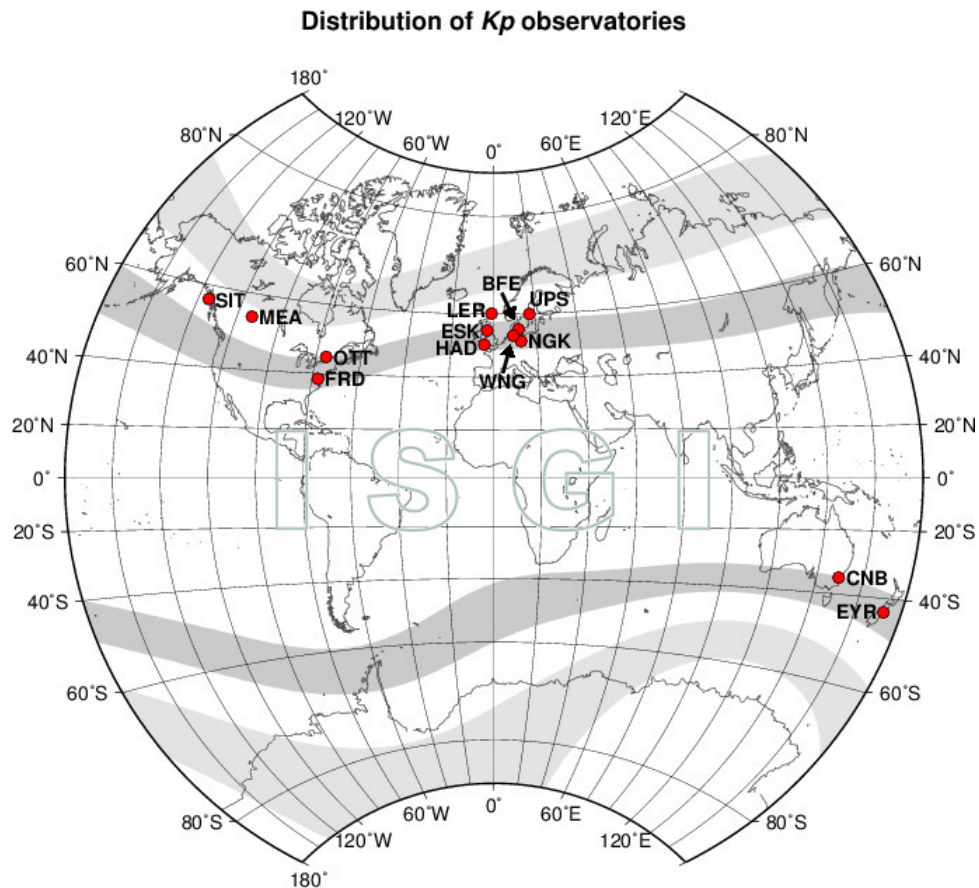 Distribution of Kp observatories
180˚
120˚W
120˚E
80˚N
60˚W
60˚E
80˚N
0˚
60˚N
60˚N
BFE
SIT
LER
UPS
MEA
ESK
NGK
HAD
40˚N
OTT
40˚N
FRD
WNG
20˚N
20˚N
ISGI
0˚
0˚
20˚S
20˚S
CNB
40˚S
40˚S
EYR
60˚S
60˚S
80˚S
60˚W
0˚
60˚E
80˚S
120˚W
120˚E
180˚